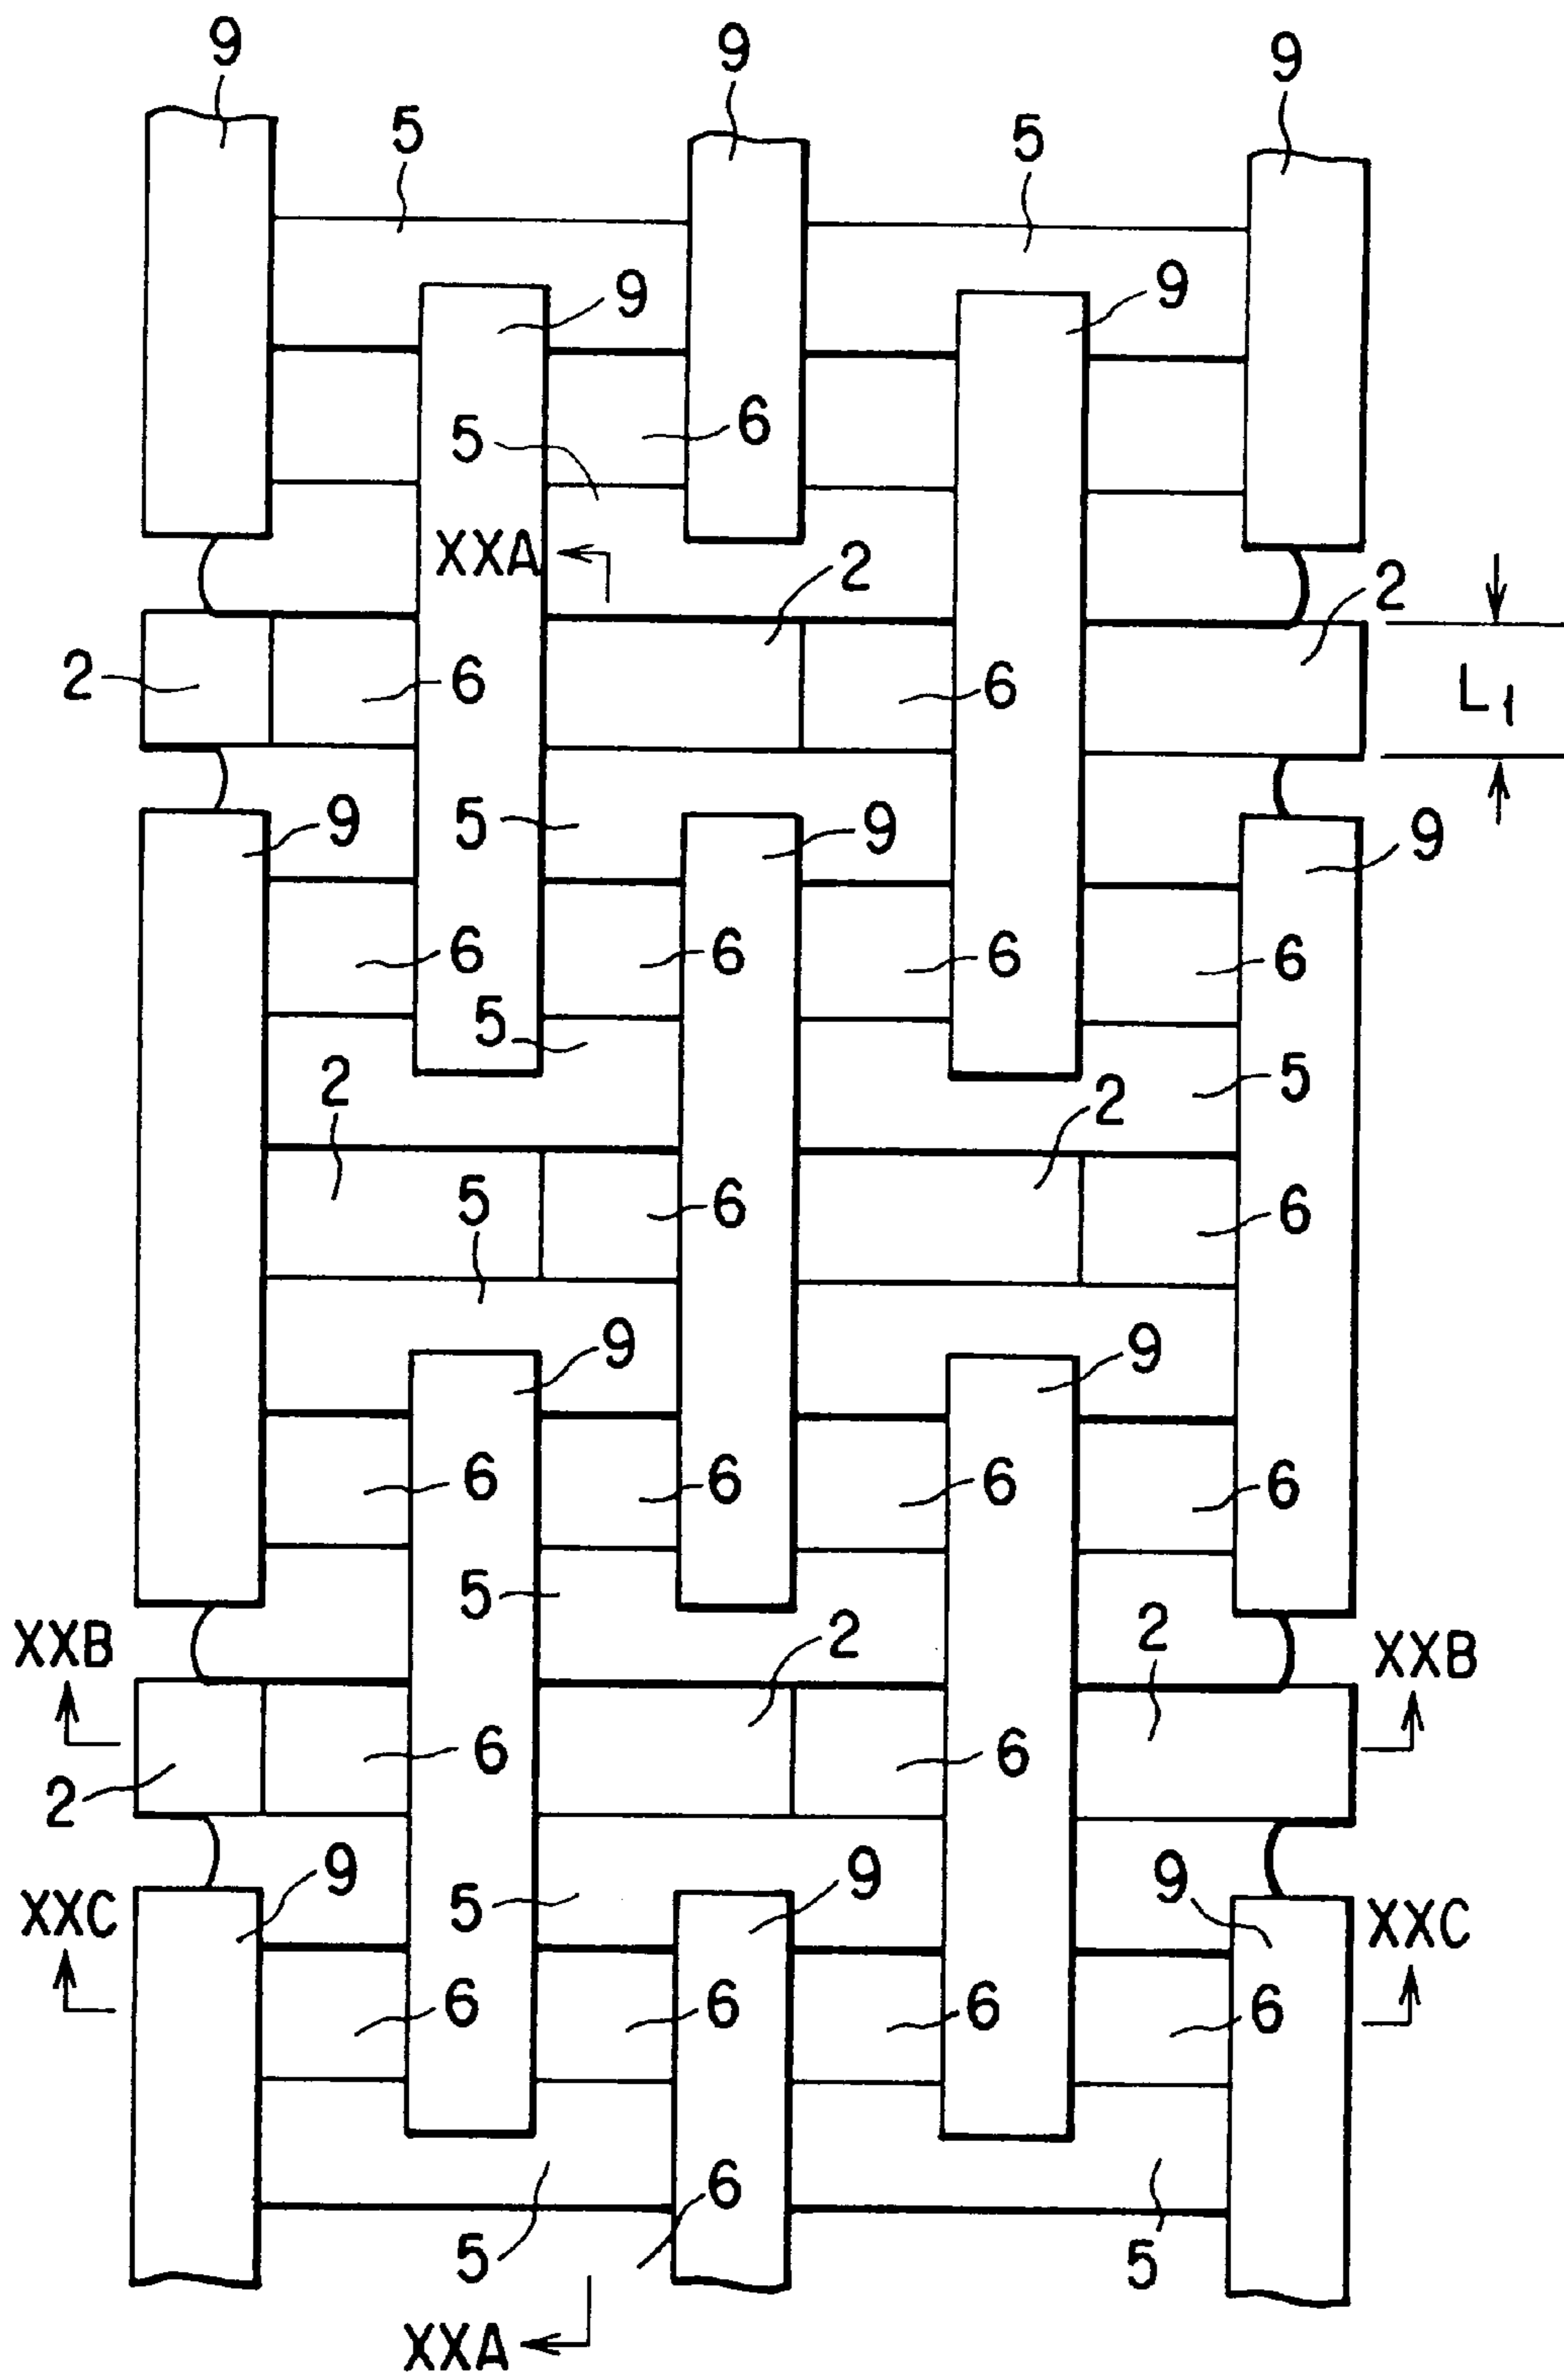 9 9 9
5 5
9 9
5 6
XXA 2 2
2 6 6 L1
9 5 9 9
6 6 6 6
5
2 2 5
5 6 6
9 9
6 6 6 6
5
XXB 2 2 XXB
6 6
2
9 9 9
XXC 5 XXC
6 6 6 6
6
5 5
XXA